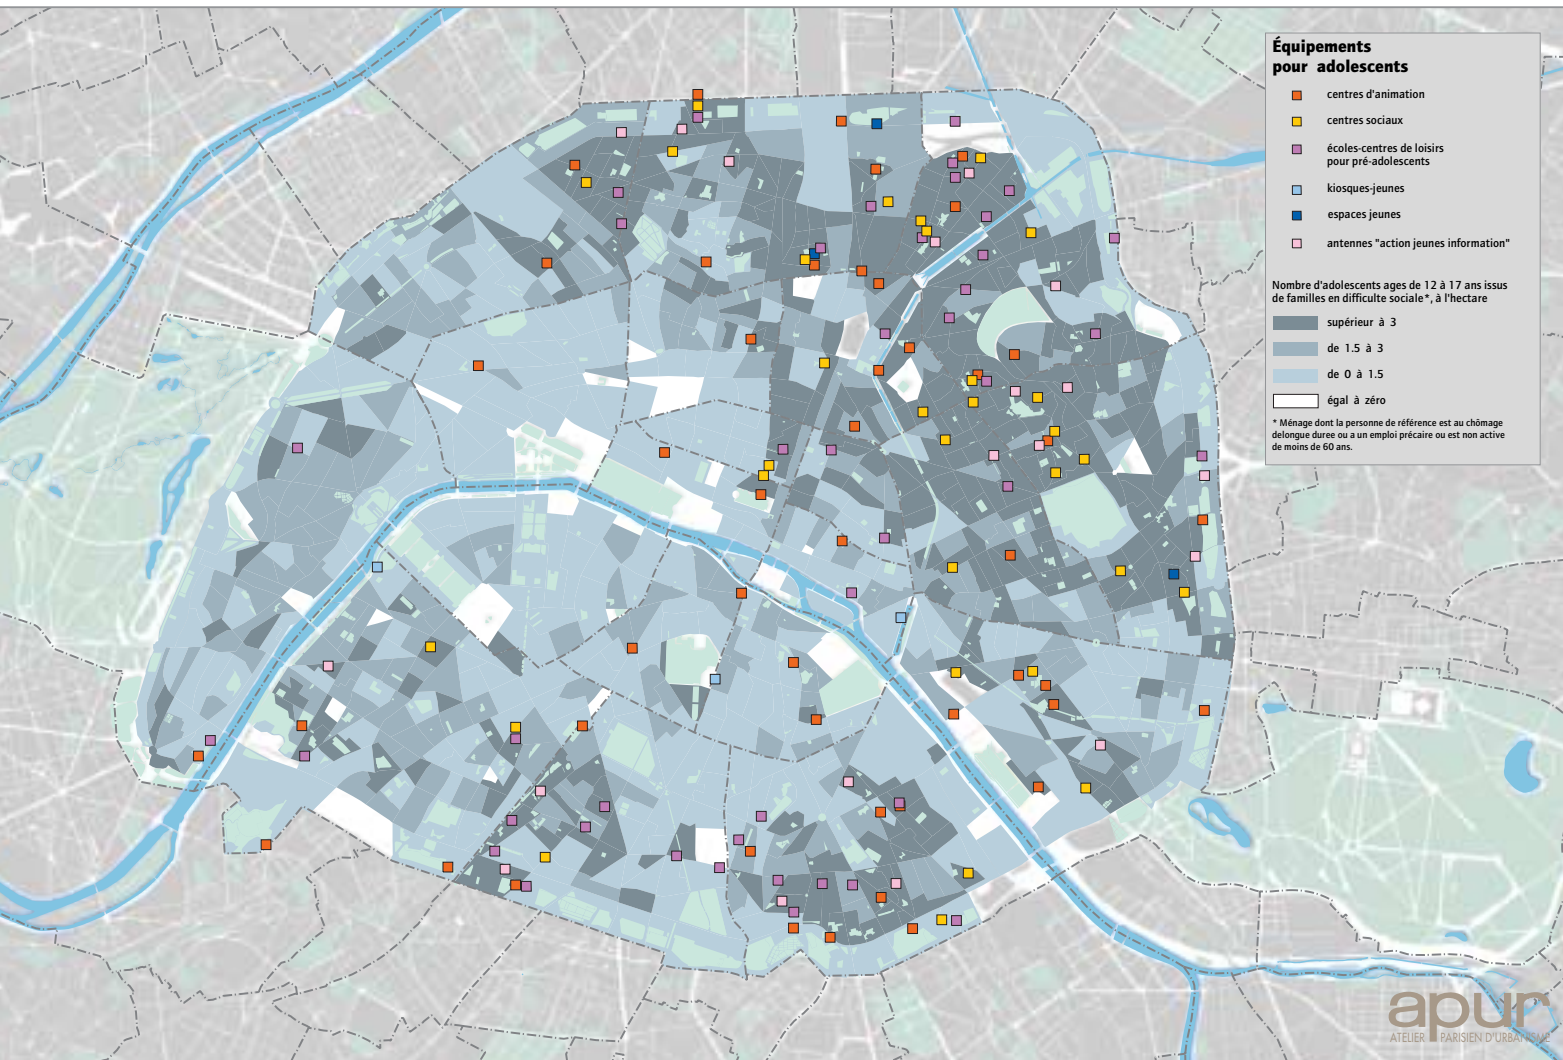 Équipements
pour adolescents
centres d'animation
centres sociaux
écoles-centres de loisirs
pour pré-adolescents
kiosques-jeunes
espaces jeunes
antennes "action jeunes information"
Nombre d'adolescents ages de 12 à 17 ans issus
de familles en difficulte sociale*, à l'hectare
supérieur à 3
de 1.5 à 3
de 0 à 1.5
égal à zéro
* Ménage dont la personne de référence est au chômage
delongue duree ou a un emploi précaire ou est non active
de moins de 60 ans.
apur
ATELIER PARISIEN D'URBANISME